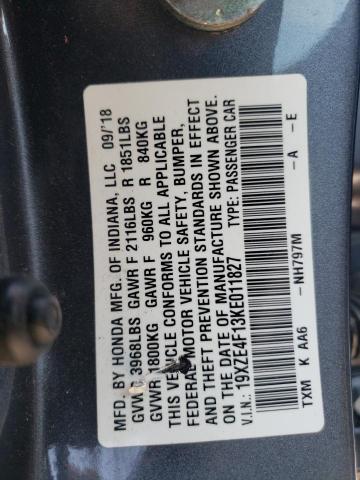 MFD. BY HONDA MFG. OF INDIANA, LLC 09/'18
GVWR 3968LBS GAWR F 2116LBS R 1851LBS
GVWR 1800KG GAWR F 960KG R 840KG
THIS VEHICLE CONFORMS TO ALL APPLICABLE
FEDERAL MOTOR VEHICLE SAFETY, BUMPER,
AND THEFT PREVENTION STANDARDS IN EFFECT
ON THE DATE OF MANUFACTURE SHOWN ABOVE.
V.I.N.: 19XZE4F13KE011827 TYPE: PASSENGER CAR
TXM K AA6 -NH797M -A -E